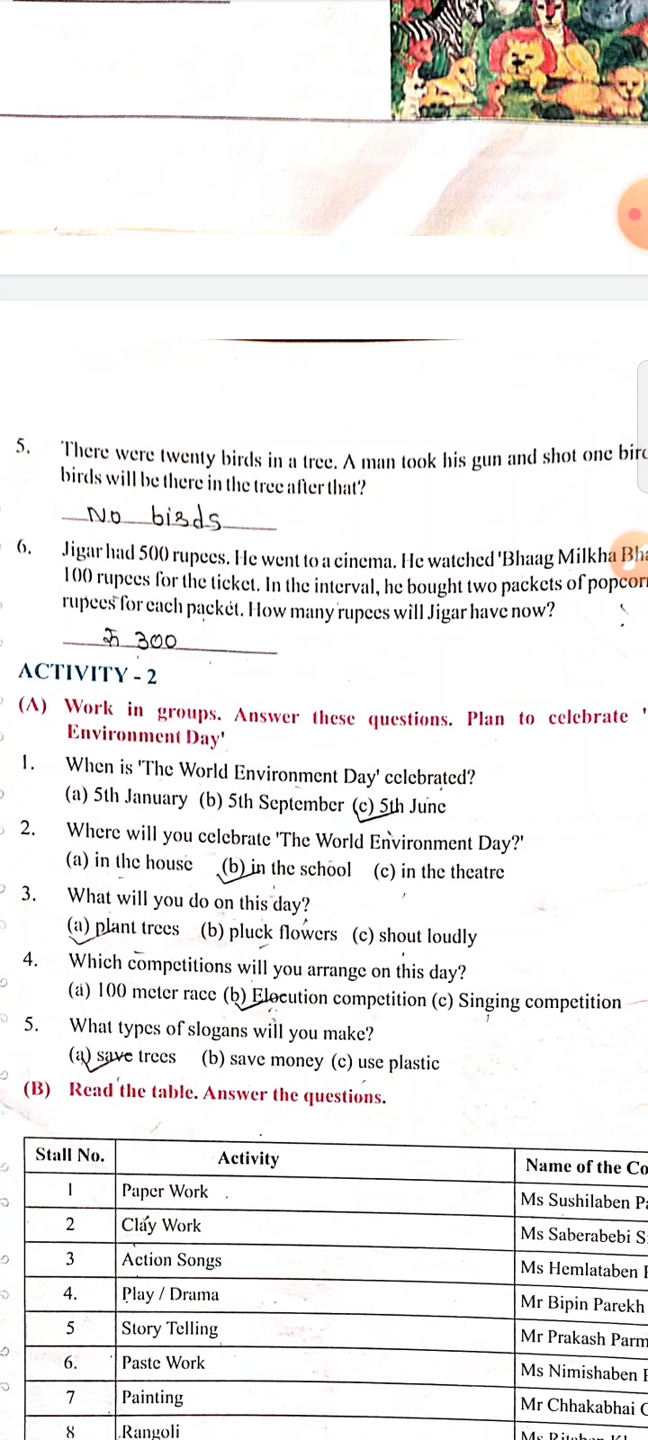 5. There were twenty birds in a tree. A man took his gun and shot one
birds will be there in the tree after that?
No birds
6. Jigar had 500 rupees. He went to a cinema. He watched 'Bhaag Milkha
100 rupees for the ticket. In the interval, he bought two packets of
rupees for each packet. How many rupees will Jigar have now?
300
ACTIVITY - 2
(A) Work in groups. Answer these questions. Plan to celebrate '
Environment Day'
1. When is 'The World Environment Day' celebrated?
(a) 5th January (b) 5th September (c) 5th June
2. Where will you celebrate 'The World Environment Day?'
(a) in the house (b) in the school (c) in the theatre
3. What will you do on this day?
(a) plant trees (b) pluck flowers (c) shout loudly
4. Which competitions will you arrange on this day?
(a) 100 meter race (b) Elocution competition (c) Singing competition
5. What types of slogans will you make?
(a) save trees (b) save money (c) use plastic
(B) Read the table. Answer the questions.
Stall No. Activity Name of the
1 Paper Work Ms Sushilaben
2 Clay Work Ms Saberabebi
3 Action Songs Ms Hemlataben
4. Play / Drama Mr Bipin Parekh
5 Story Telling Mr Prakash
6. Paste Work Ms Nimishaben
7 Painting Mr Chhakabhai
8 Rangoli